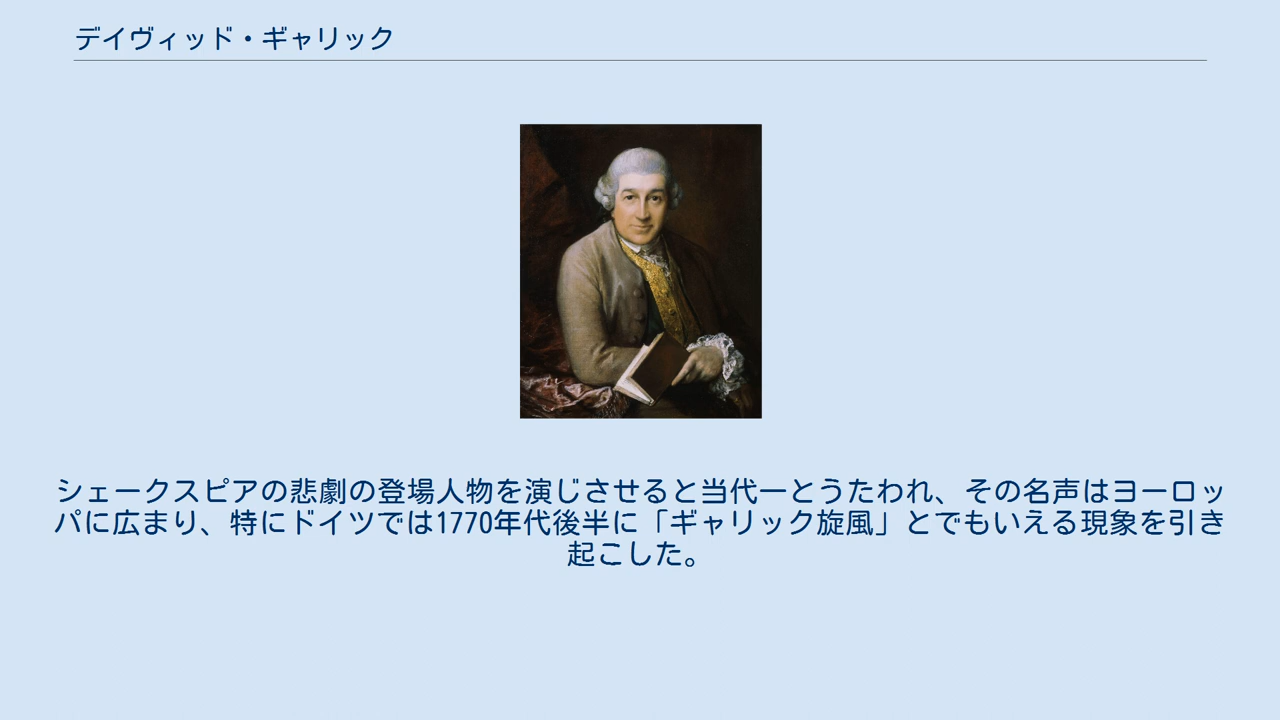 デイヴィッド・ギャリック
シェークスピアの悲劇の登場人物を演じさせると当代一とうたわれ、その名声はヨーロッ
パに広まり、特にドイツでは1770年代後半に「ギャリック旋風」とでもいえる現象を引き
起こした。